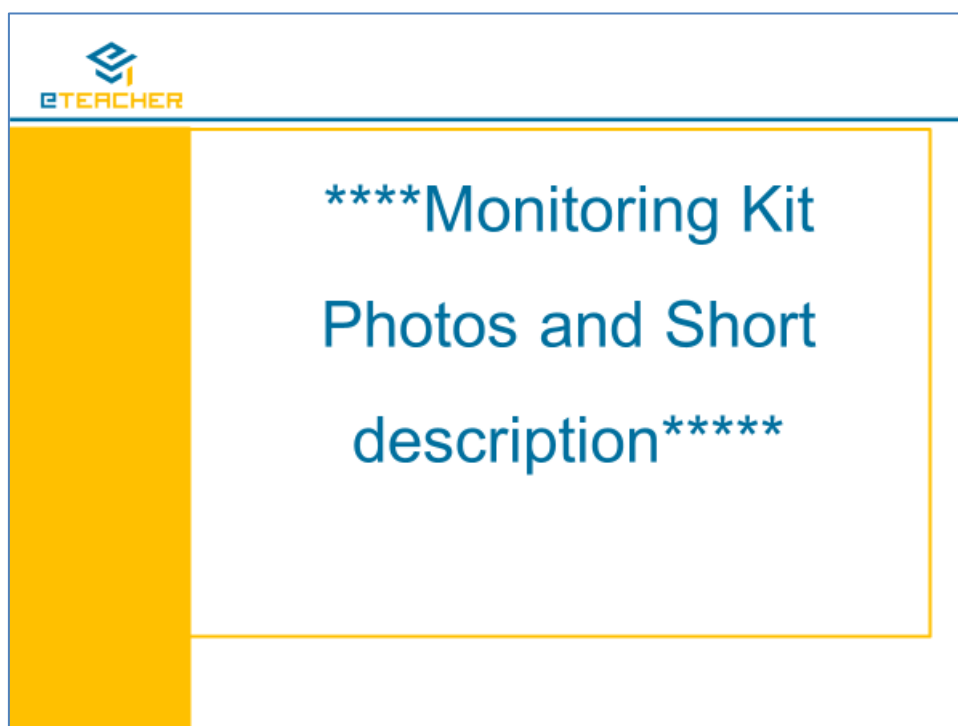 eTEACHER
****Monitoring Kit
Photos and Short
description*****